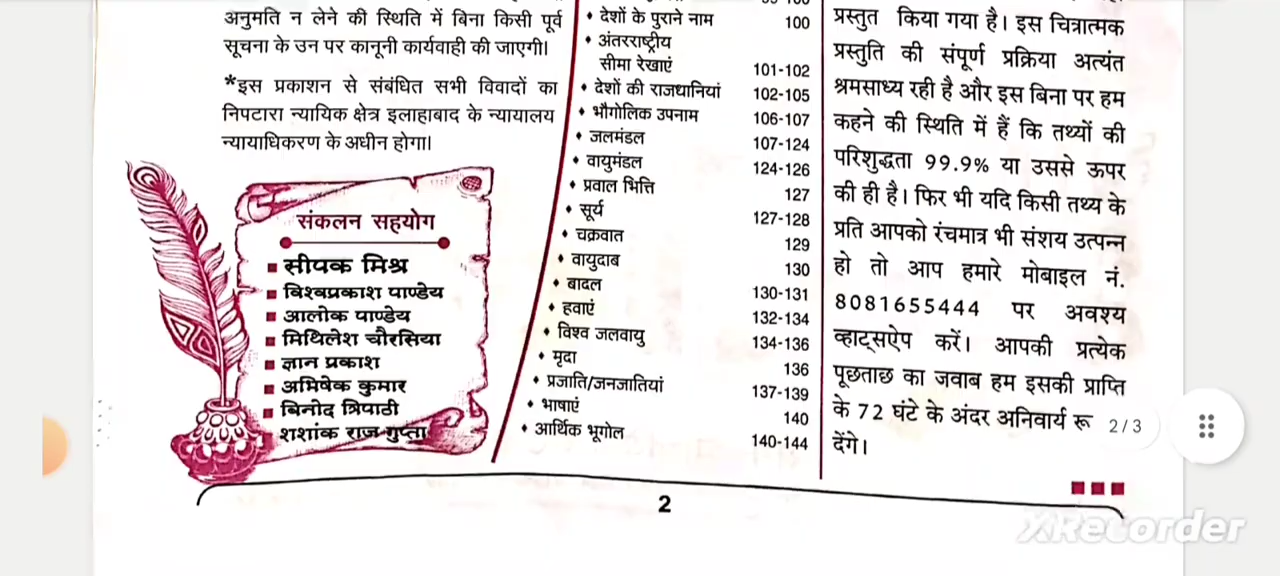 अनुमति न लेने की स्थिति में बिना किसी पूर्व
सूचना के उन पर कानूनी कार्यवाही की जाएगी।
*इस प्रकाशन से संबंधित सभी विवादों का
निपटारा न्यायिक क्षेत्र इलाहाबाद के न्यायालय
न्यायाधिकरण के अधीन होगा।
संकलन सहयोग
■ सीपक मिश्र
■ विश्वप्रकाश पाण्डेय
■ आलोक पाण्डेय
■ मिथिलेश चौरसिया
■ ज्ञान प्रकाश
■ अभिषेक कुमार
■ विनोद त्रिपाठी
शशांक राज गुप्ता
♦ देशों के पुराने नाम 100
♦ अंतरराष्ट्रीय
सीमा रेखाएं 101-102
♦ देशों की राजधानियां 102-105
♦ भौगोलिक उपनाम 106-107
♦ जलमंडल 107-124
♦ वायुमंडल 124-126
♦ प्रवाल भित्ति 127
♦ सूर्य 127-128
♦ चक्रवात 129
♦ वायुदाब 130
♦ बादल 130-131
♦ हवाएं 132-134
♦ विश्व जलवायु 134-136
♦ मृदा 136
♦ प्रजाति/जनजातियां 137-139
♦ भाषाएं 140
♦ आर्थिक भूगोल 140-144
प्रस्तुत किया गया है। इस चित्रात्मक
प्रस्तुति की संपूर्ण प्रक्रिया अत्यंत
श्रमसाध्य रही है और इस बिना पर हम
कहने की स्थिति में हैं कि तथ्यों की
परिशुद्धता 99.9% या उससे ऊपर
की ही है। फिर भी यदि किसी तथ्य के
प्रति आपको रंचमात्र भी संशय उत्पन्न
हो तो आप हमारे मोबाइल नं.
8081655444 पर अवश्य
व्हाट्सऐप करें। आपकी प्रत्येक
पूछताछ का जवाब हम इसकी प्राप्ति
के 72 घंटे के अंदर अनिवार्य रू
देंगे।
2/3
2
XRecorder